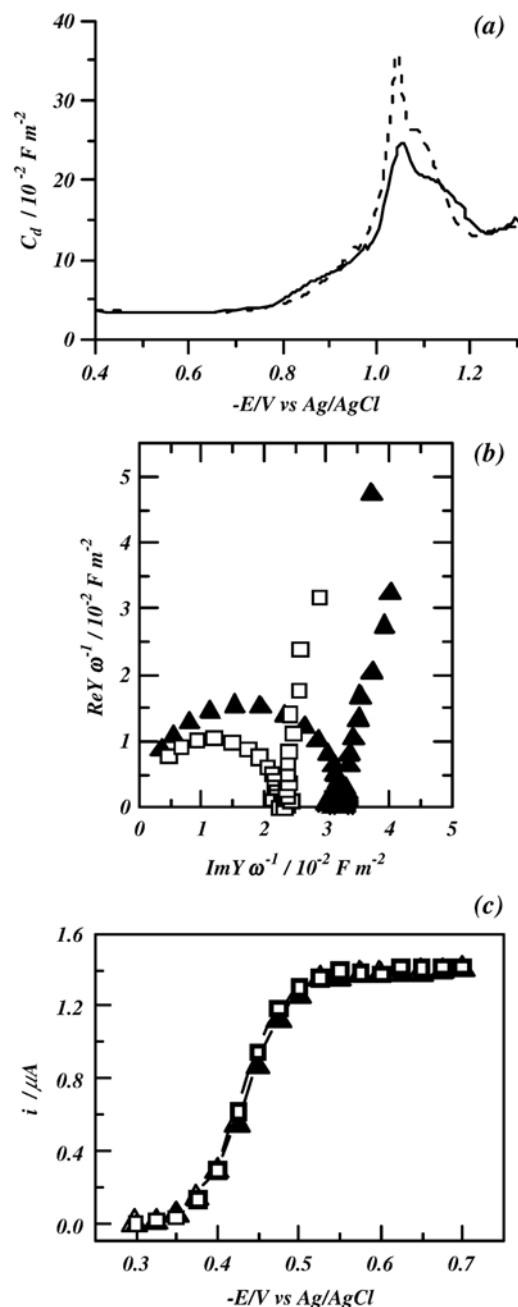 (a)
40
30
20
10
0
C_d / 10^-2 F m^-2
0.4 0.6 0.8 1.0 1.2
-E/V vs Ag/AgCl
(b)
5
4
3
2
1
0
ReY ω^-1 / 10^-2 F m^-2
0 1 2 3 4 5
ImY ω^-1 / 10^-2 F m^-2
(c)
1.6
1.2
0.8
0.4
0.0
i /μA
0.3 0.4 0.5 0.6 0.7
-E/V vs Ag/AgCl